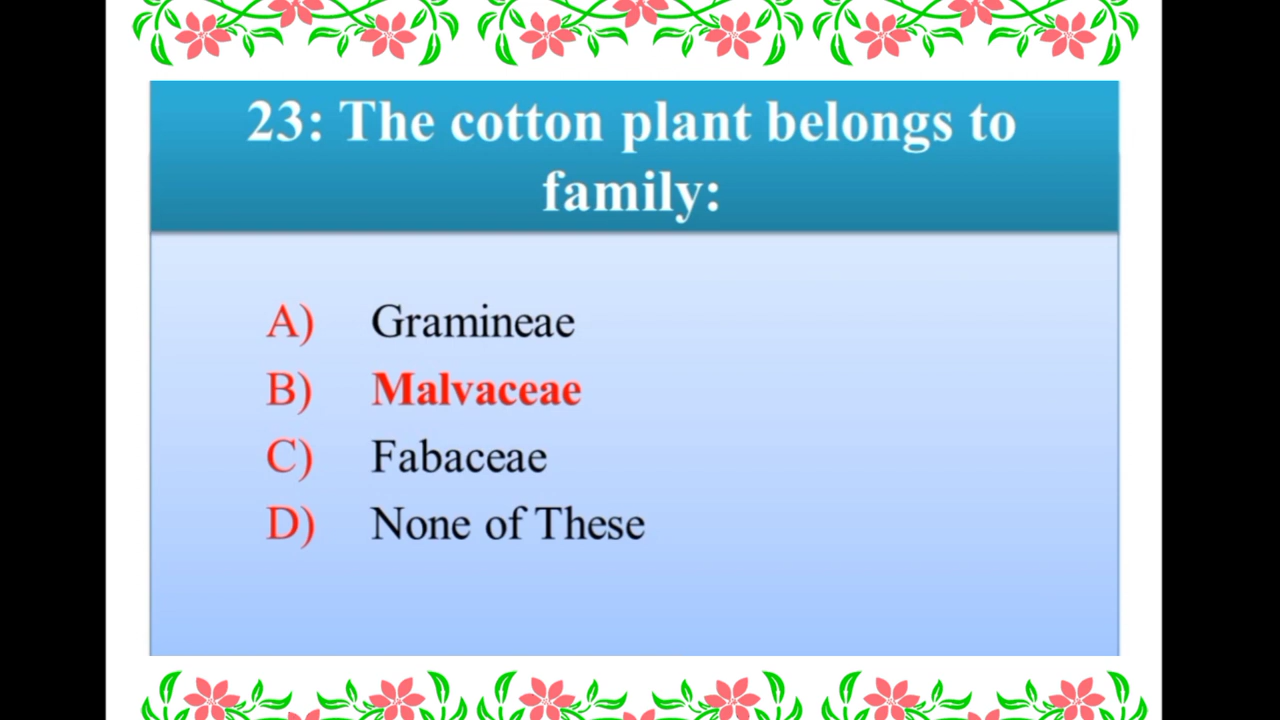 23: The cotton plant belongs to
family:
A) Gramineae
B) Malvaceae
C) Fabaceae
D) None of These